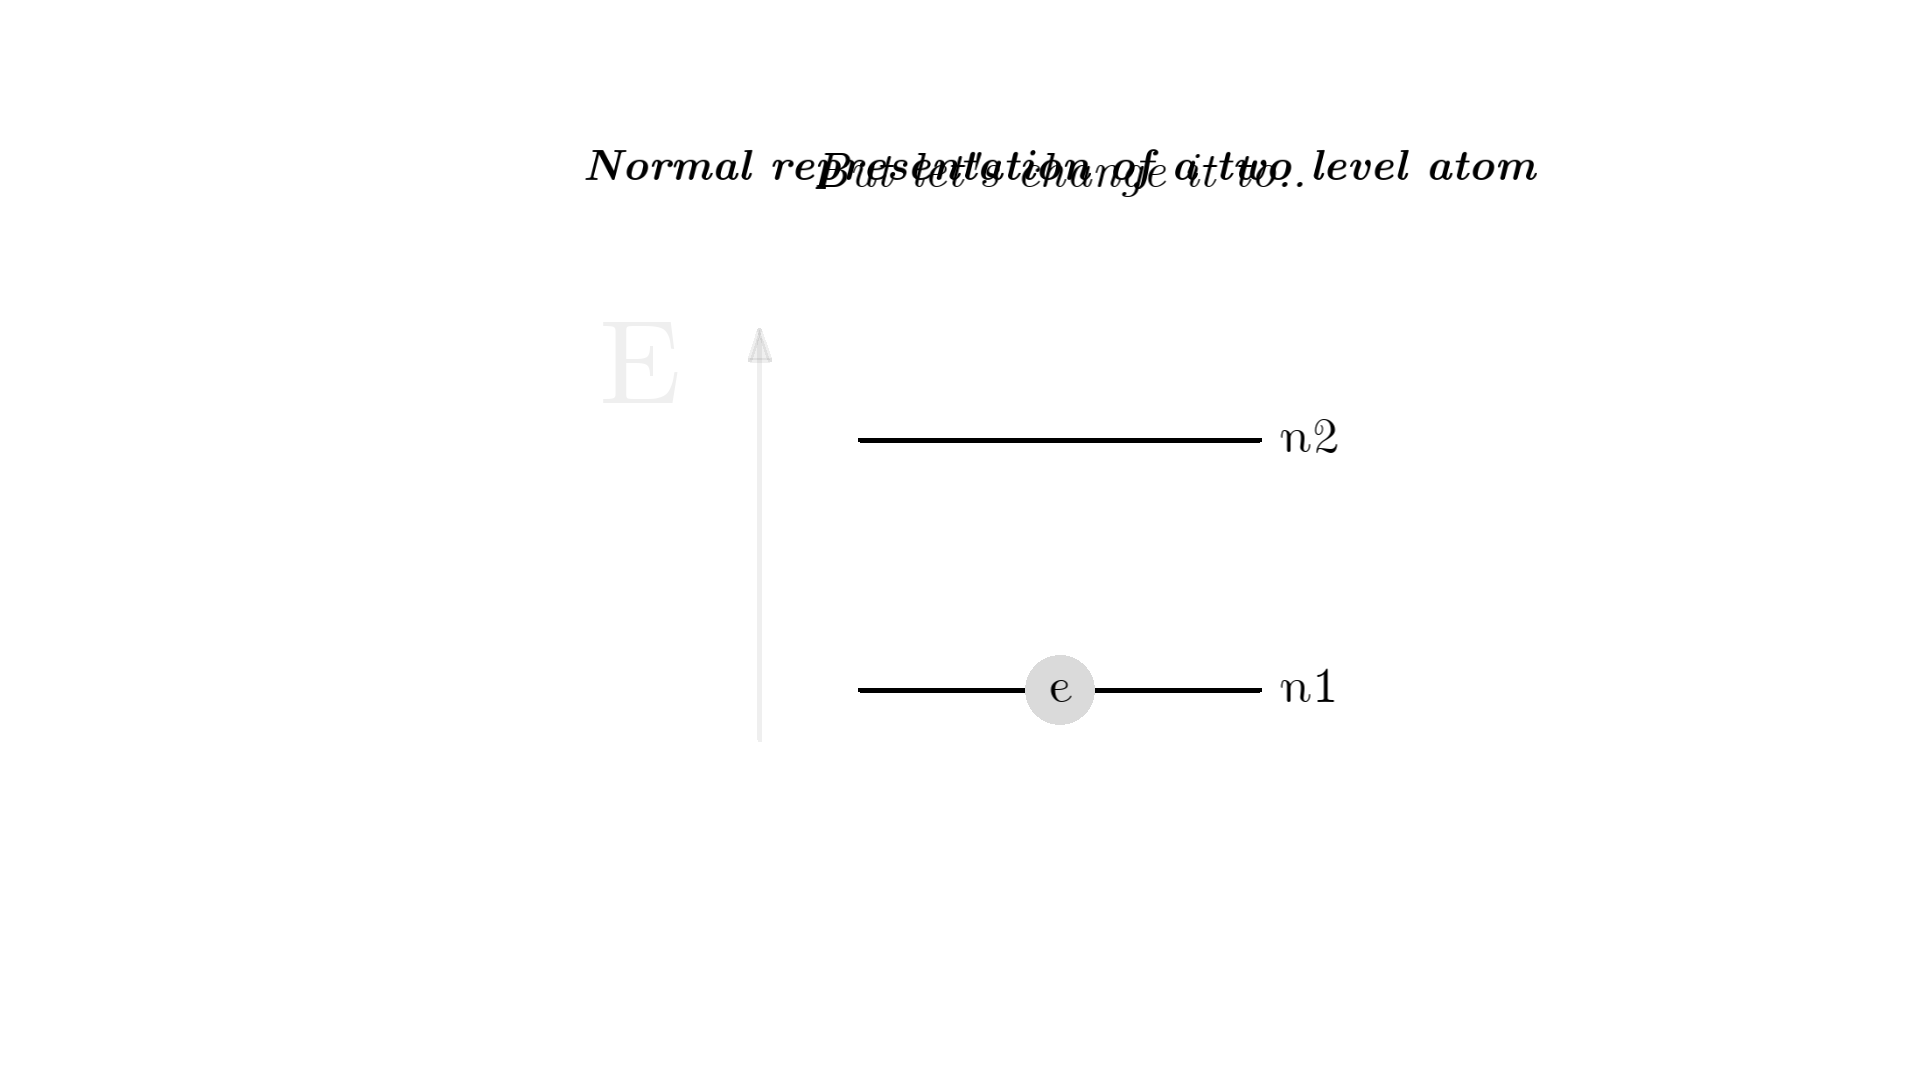 Normal representation of a two level atom
But let's change it to..
E
n2
e
n1